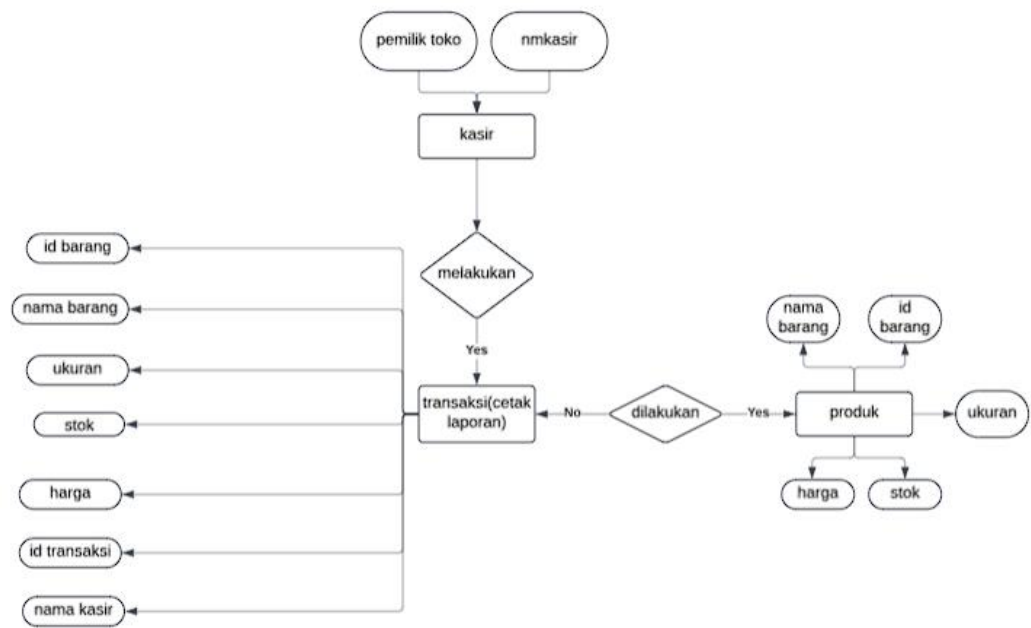 pemilik toko
nmkasir
kasir
melakukan
Yes
id barang
nama barang
ukuran
stok
harga
id transaksi
nama kasir
transaksi(cetak
laporan)
No
dilakukan
Yes
nama
barang
id
barang
produk
ukuran
harga
stok